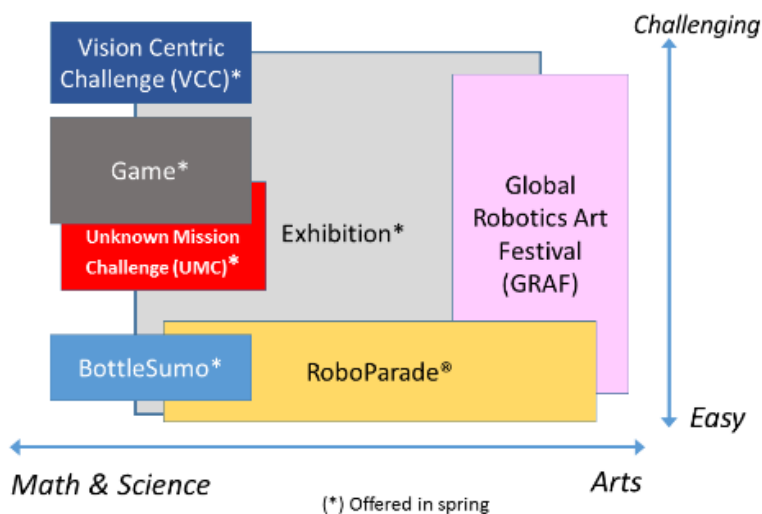 Challenging
Vision Centric
Challenge (VCC)*
Game*
Unknown Mission
Challenge (UMC)*
Exhibition*
Global
Robotics Art
Festival
(GRAF)
BottleSumo*
RoboParade®
Easy
Math & Science
Arts
(*) Offered in spring